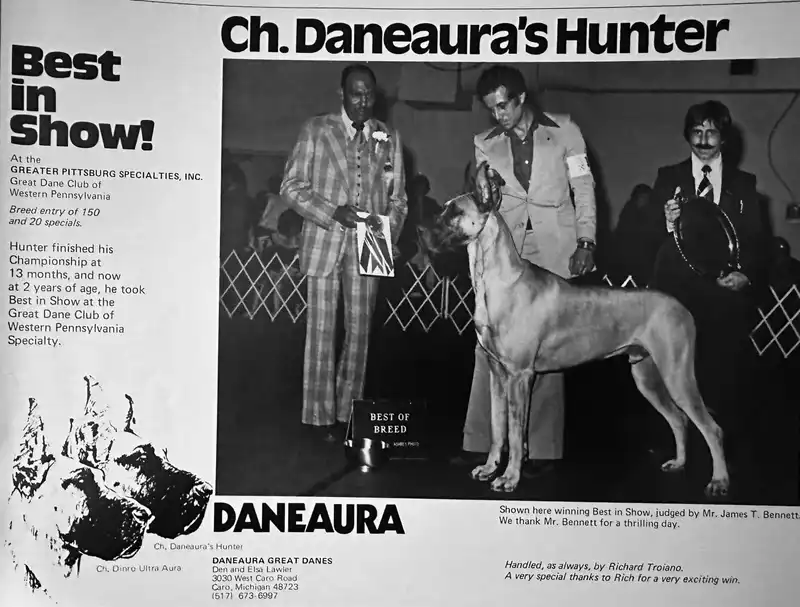 Ch. Daneaura's Hunter
Best
in
Show!
At the
GREATER PITTSBURG SPECIALTIES, INC.
Great Dane Club of
Western Pennsylvania
Breed entry of 150
and 20 specials.
Hunter finished his
Championship at
13 months, and now
at 2 years of age, he took
Best in Show at the
Great Dane Club of
Western Pennsylvania
Specialty.
BEST OF
BREED
Ch. Daneaura's Hunter
Ch. Dinro Ultra Aura
DANEAURA
DANEAURA GREAT DANES
Den and Elsa Lawler
3030 West Caro Road
Caro, Michigan 48723
(517) 673-6997
Shown here winning Best in Show, judged by Mr. James T. Bennett.
We thank Mr. Bennett for a thrilling day.
Handled, as always, by Richard Troiano.
A very special thanks to Rich for a very exciting win.